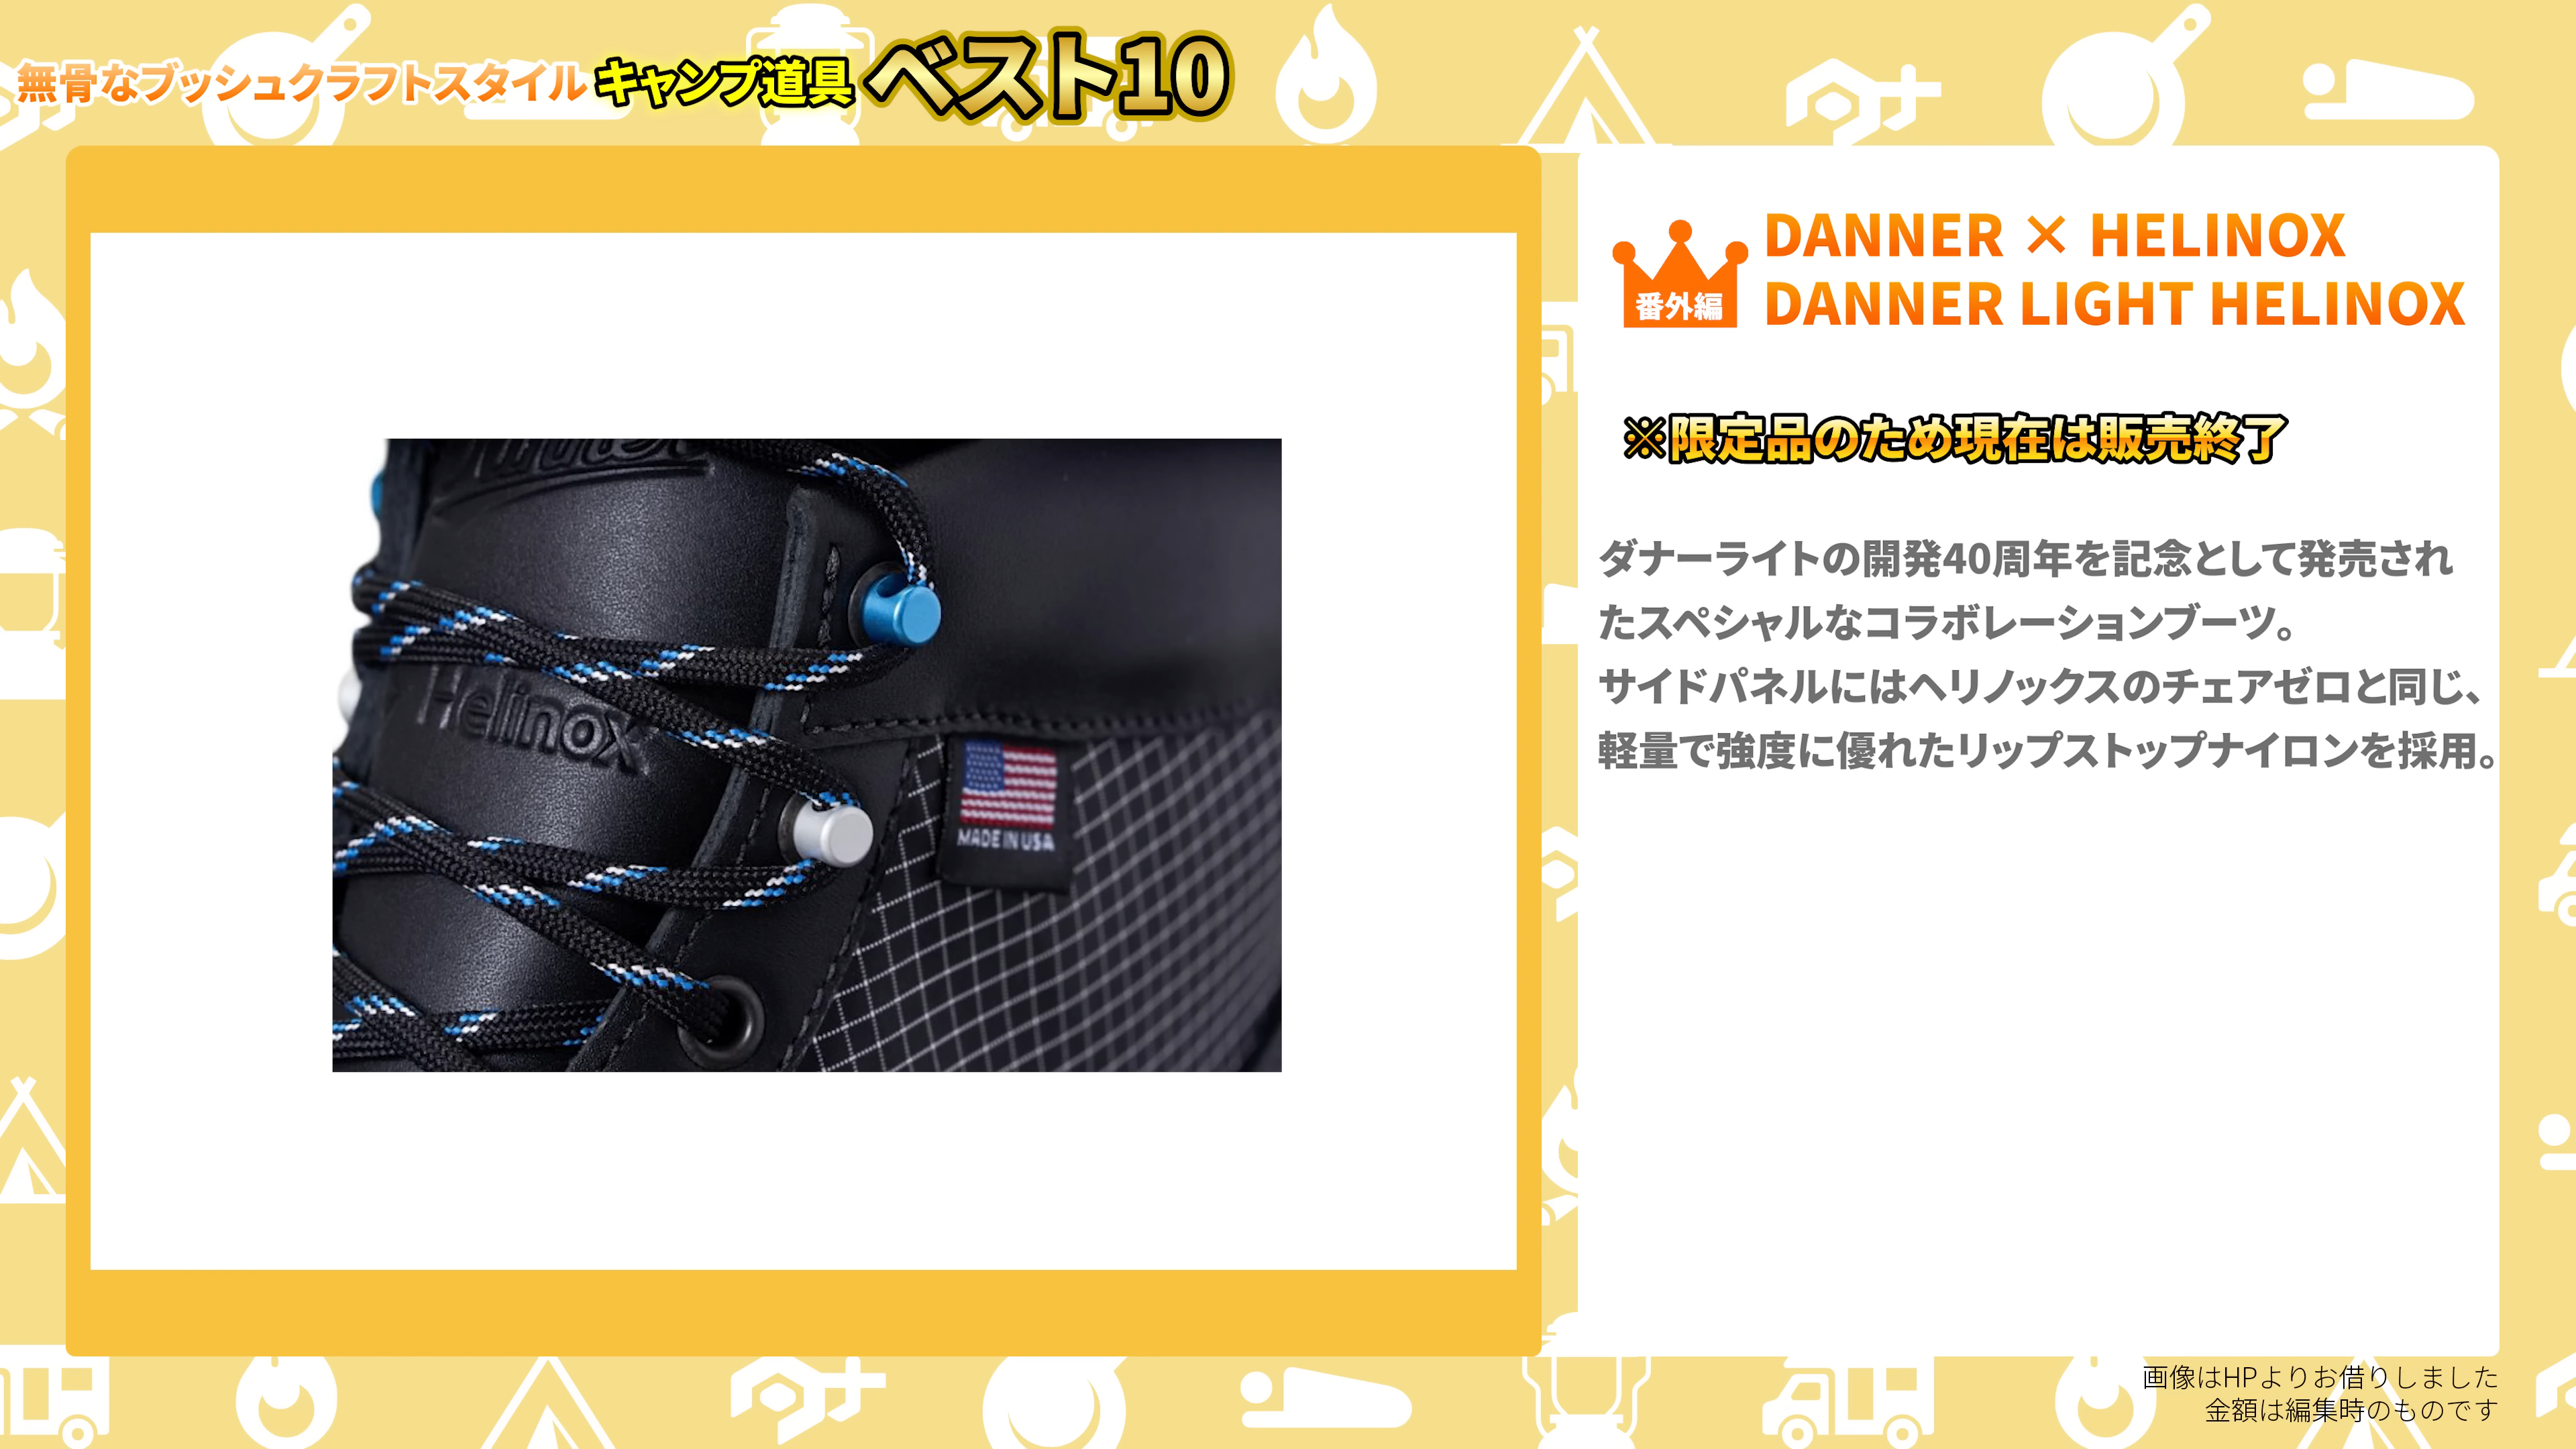 無骨なブッシュクラフトスタイル キャンプ道具 ベスト10
番外編
DANNER × HELINOX
DANNER LIGHT HELINOX
※限定品のため現在は販売終了
ダナーライトの開発40周年を記念として発売され
たスペシャルなコラボレーションブーツ。
サイドパネルにはヘリノックスのチェアゼロと同じ、
軽量で強度に優れたリップストップナイロンを採用。
Helinox
MADE IN USA
画像はHPよりお借りしました
金額は編集時のものです